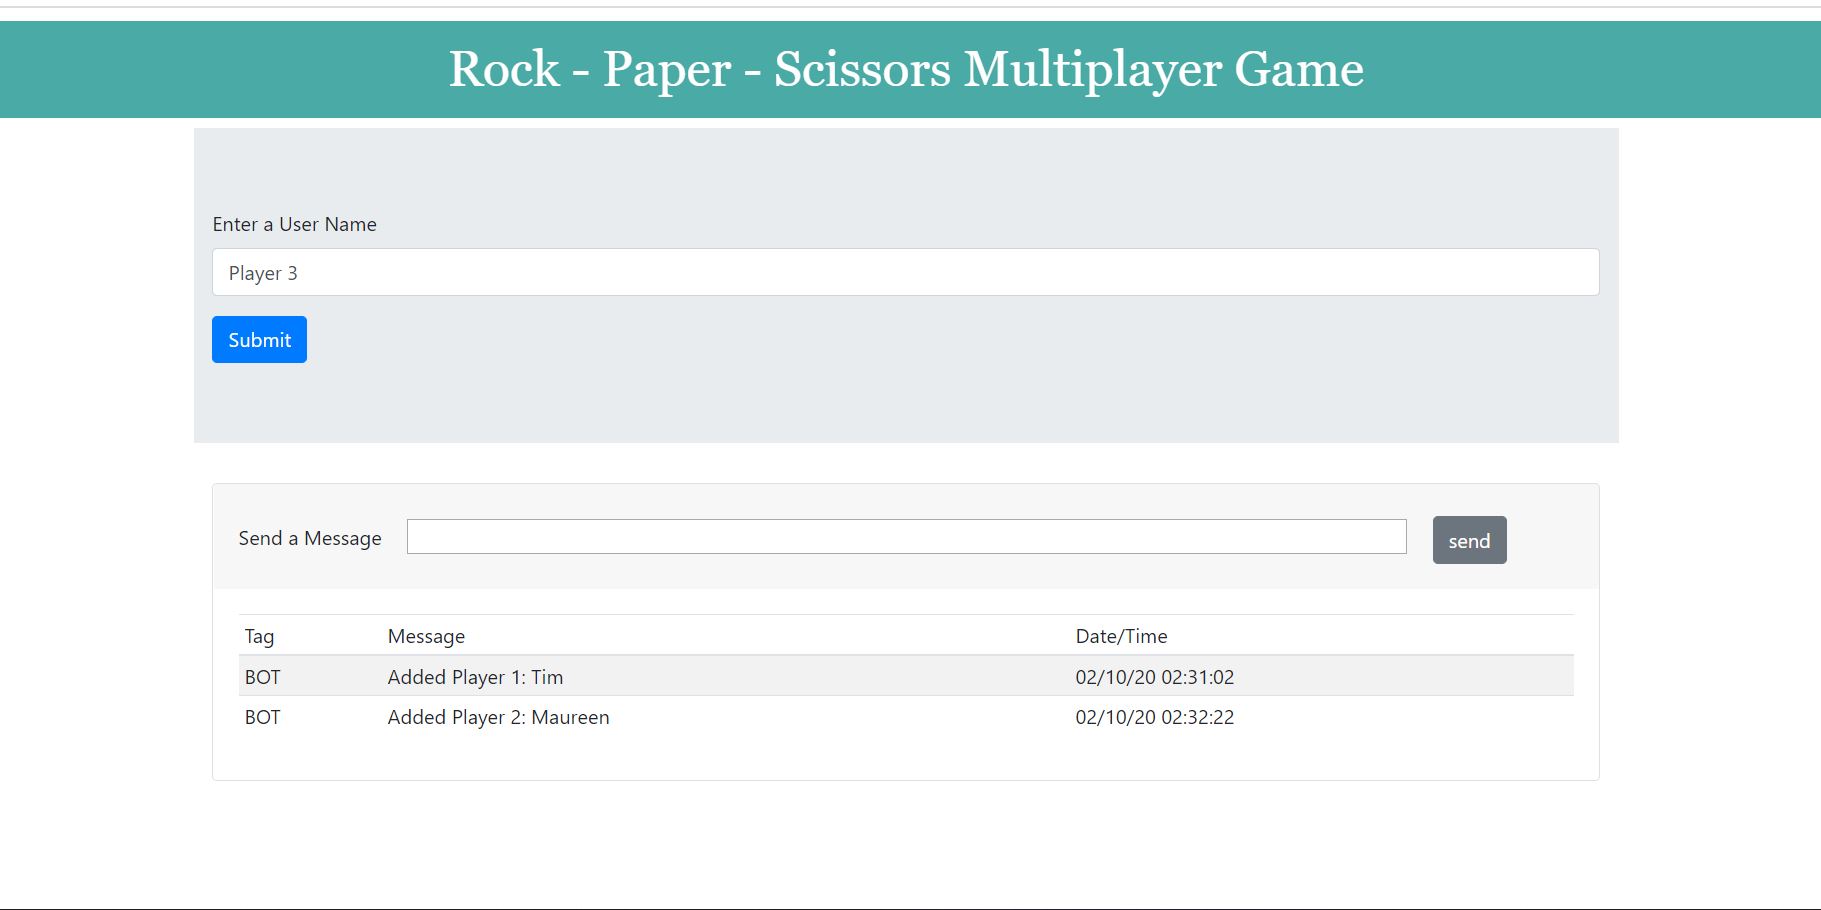 Rock - Paper - Scissors Multiplayer Game
Enter a User Name
Player 3
Submit
Send a Message send
Tag Message Date/Time
BOT Added Player 1: Tim 02/10/20 02:31:02
BOT Added Player 2: Maureen 02/10/20 02:32:22